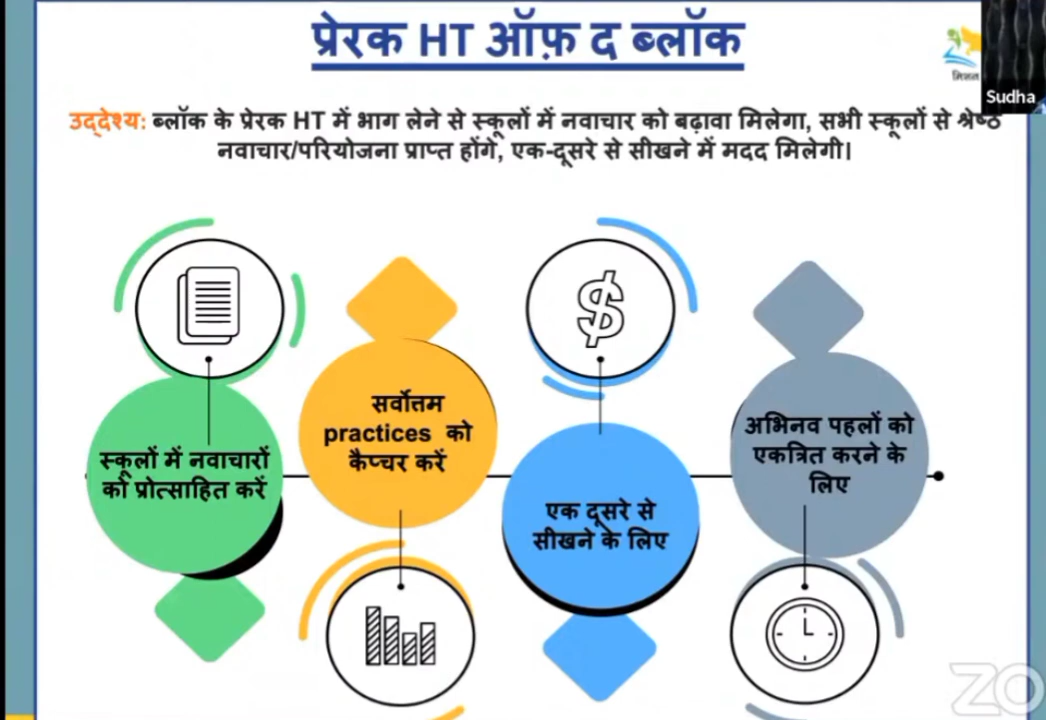 प्रेरक HT ऑफ़ द ब्लॉक
Sudha
उद्देश्य: ब्लॉक के प्रेरक HT में भाग लेने से स्कूलों में नवाचार को बढ़ावा मिलेगा, सभी स्कूलों से श्रेष्ठ
नवाचार/परियोजना प्राप्त होंगे, एक-दूसरे से सीखने में मदद मिलेगी।
स्कूलों में नवाचारों
को प्रोत्साहित करें
सर्वोत्तम
practices को
कैप्चर करें
एक दूसरे से
सीखने के लिए
अभिनव पहलों को
एकत्रित करने के
लिए